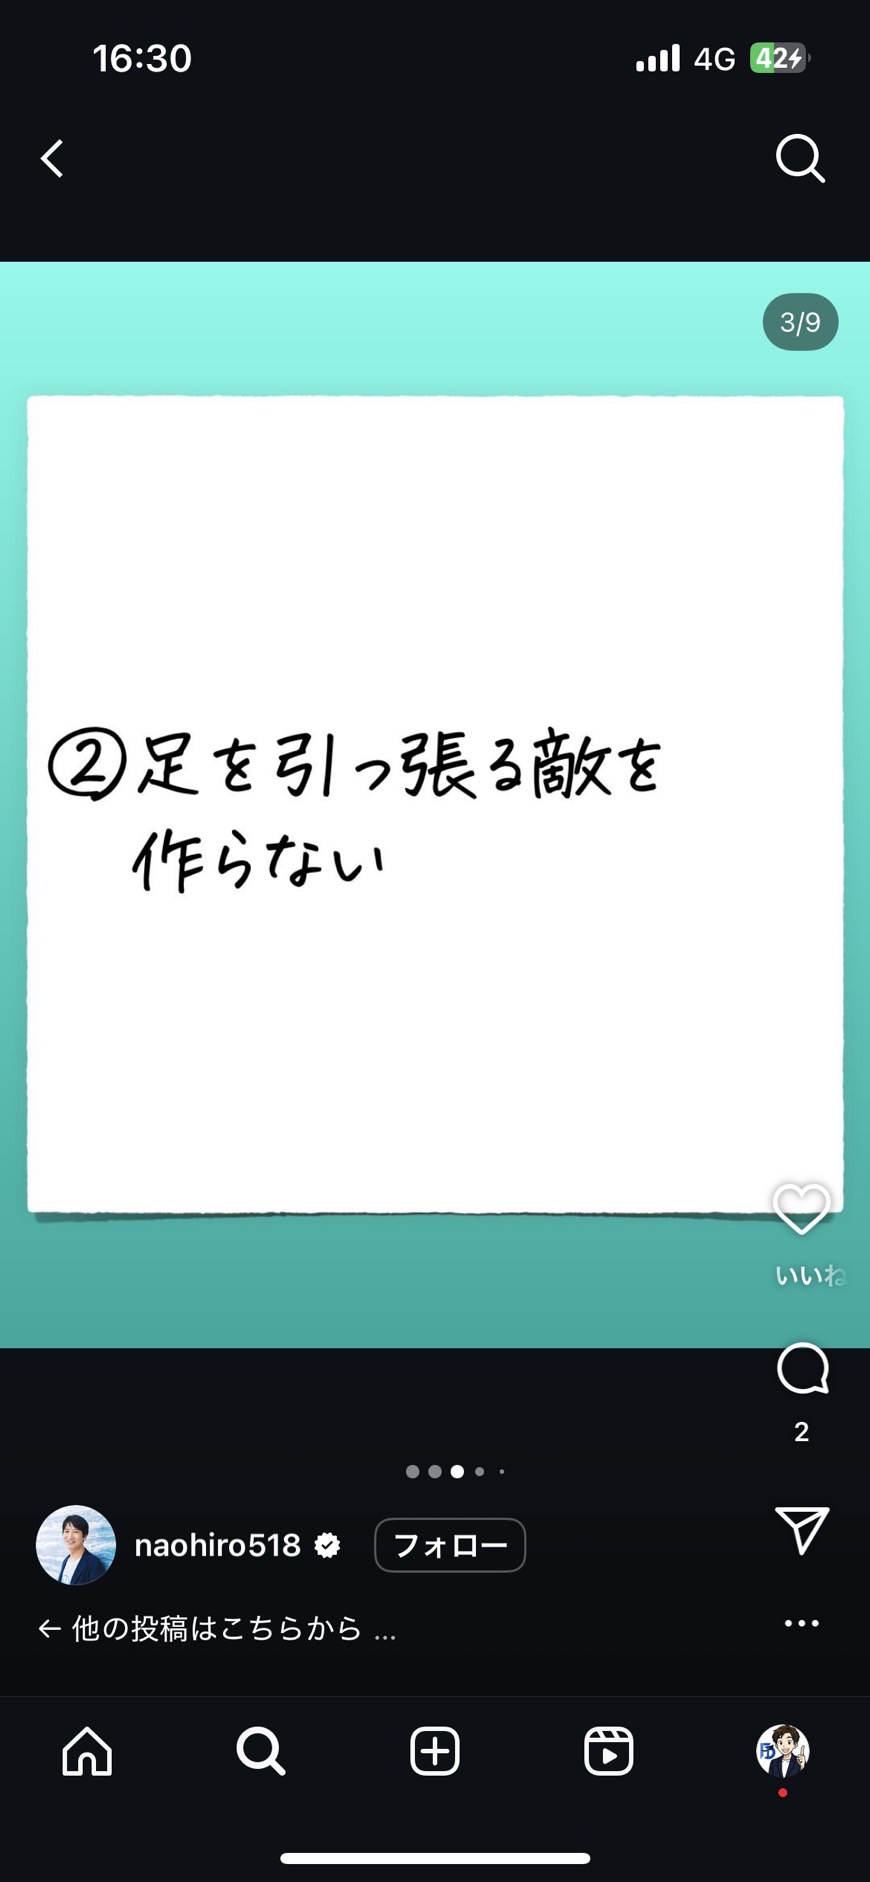 16:30
4G
42
3/9
②足を引っ張る敵を
作らない
いいね
2
naohiro518
フォロー
← 他の投稿はこちらから ...